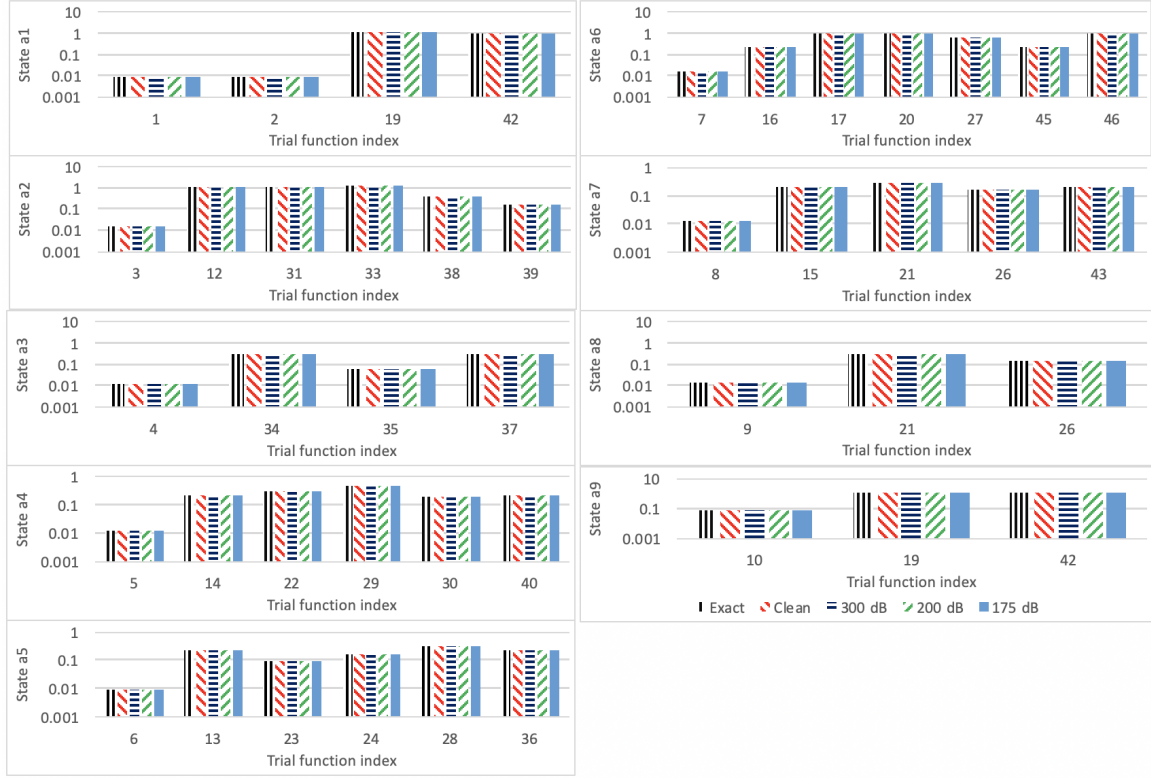 State a1
10
1
0.1
0.01
0.001
1 2 19 42
Trial function index
State a2
10
1
0.1
0.01
0.001
3 12 31 33 38 39
Trial function index
State a3
10
1
0.1
0.01
0.001
4 34 35 37
Trial function index
State a4
1
0.1
0.01
0.001
5 14 22 29 30 40
Trial function index
State a5
1
0.1
0.01
0.001
6 13 23 24 28 36
Trial function index
State a6
10
1
0.1
0.01
0.001
7 16 17 20 27 45 46
Trial function index
State a7
1
0.1
0.01
0.001
8 15 21 26 43
Trial function index
State a8
10
1
0.1
0.01
0.001
9 21 26
Trial function index
State a9
10
0.1
0.001
10 19 42
Trial function index
Exact Clean 300 dB 200 dB 175 dB